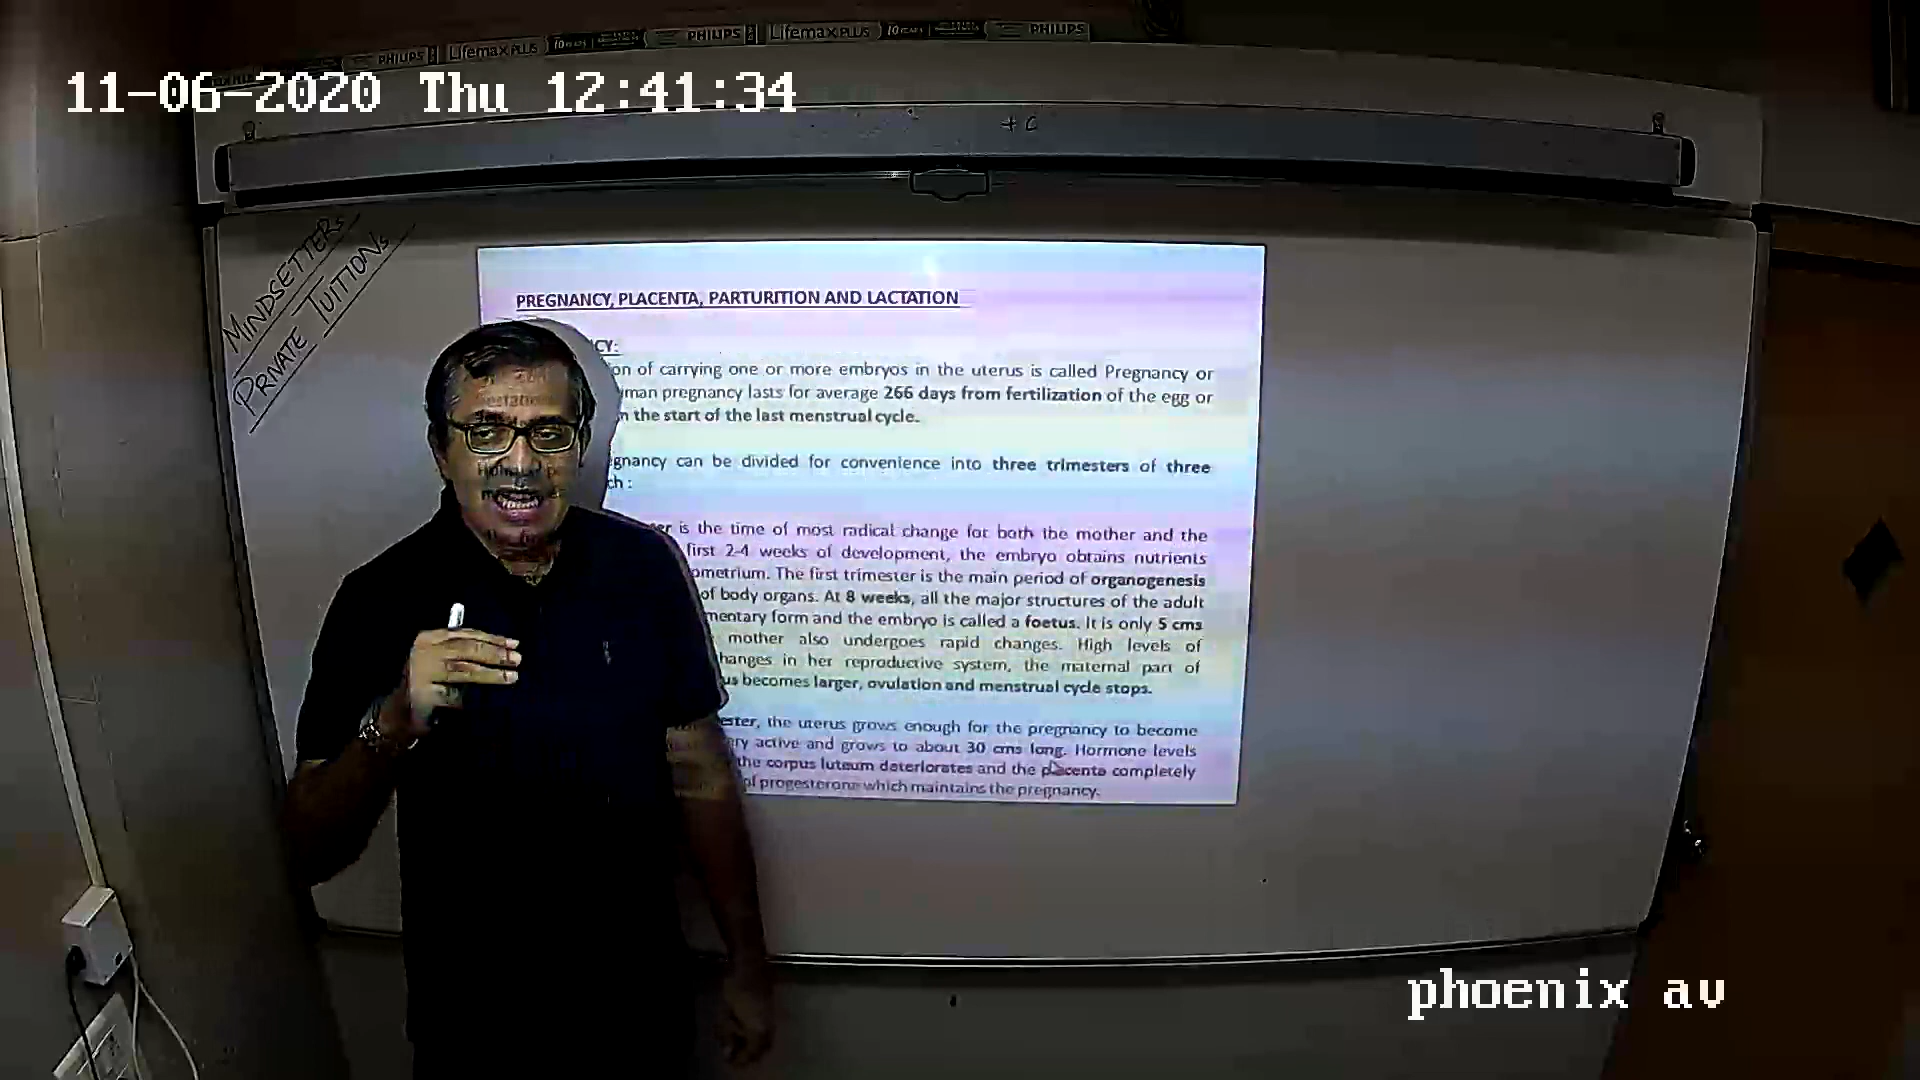 PHILIPS Lifemax PLUS PHILIPS Lifemax PLUS PHILIPS
11-06-2020 Thu 12:41:34
+ C
MINDSETTERS
PRIVATE TUITIONS
PREGNANCY, PLACENTA, PARTURITION AND LACTATION
CY:
on of carrying one or more embryos in the uterus is called Pregnancy or
man pregnancy lasts for average 266 days from fertilization of the egg or
n the start of the last menstrual cycle.
gnancy can be divided for convenience into three trimesters of three
ch :
er is the time of most radical change for both the mother and the
first 2-4 weeks of development, the embryo obtains nutrients
ometrium. The first trimester is the main period of organogenesis
of body organs. At 8 weeks, all the major structures of the adult
mentary form and the embryo is called a foetus. It is only 5 cms
mother also undergoes rapid changes. High levels of
hanges in her reproductive system, the maternal part of
us becomes larger, ovulation and menstrual cycle stops.
ester, the uterus grows enough for the pregnancy to become
ry active and grows to about 30 cms long. Hormone levels
the corpus luteum deteriorates and the placenta completely
of progesterone which maintains the pregnancy.
phoenix av